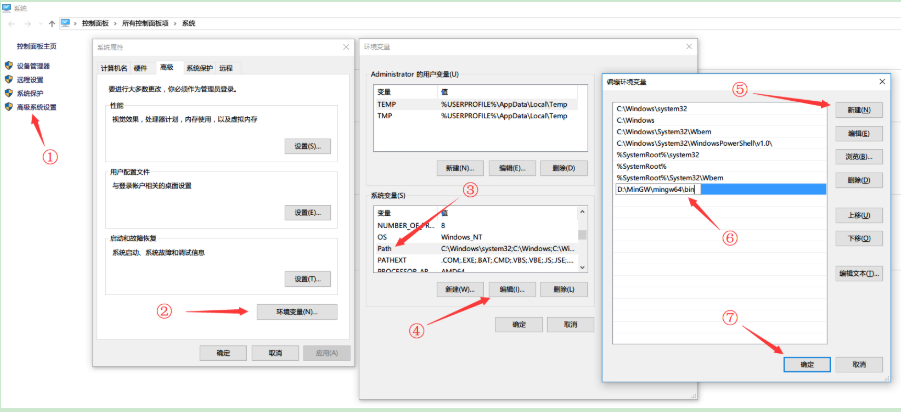 系统
控制面板 › 所有控制面板项 › 系统
控制面板主页
设备管理器
远程设置
系统保护
高级系统设置
①
系统属性
计算机名 硬件 高级 系统保护 远程
要进行大多数更改，你必须作为管理员登录。
性能
视觉效果，处理器计划，内存使用，以及虚拟内存
设置(S)...
用户配置文件
与登录帐户相关的桌面设置
设置(E)...
启动和故障恢复
系统启动、系统故障和调试信息
设置(T)...
②
环境变量(N)...
确定 取消 应用(A)
环境变量
Administrator 的用户变量(U)
变量 值
TEMP %USERPROFILE%\AppData\Local\Temp
TMP %USERPROFILE%\AppData\Local\Temp
新建(N)... 编辑(E)... 删除(D)
③
系统变量(S)
变量 值
NUMBER_OF_PR... 8
OS Windows_NT
Path C:\Windows\system32;C:\Windows;C:\Wi...
PATHEXT .COM;.EXE;.BAT;.CMD;.VBS;.VBE;.JS;.JSE;...
PROCESSOR_AR... AMD64
新建(W)... 编辑(I)... 删除(L)
④
确定 取消
编辑环境变量
⑤
C:\Windows\system32
C:\Windows
C:\Windows\System32\Wbem
C:\Windows\System32\WindowsPowerShell\v1.0\
%SystemRoot%\system32
%SystemRoot%
%SystemRoot%\System32\Wbem
D:\MinGW\mingw64\bin
⑥
新建(N)
编辑(E)
浏览(B)...
删除(D)
上移(U)
下移(O)
编辑文本(T)...
⑦
确定 取消